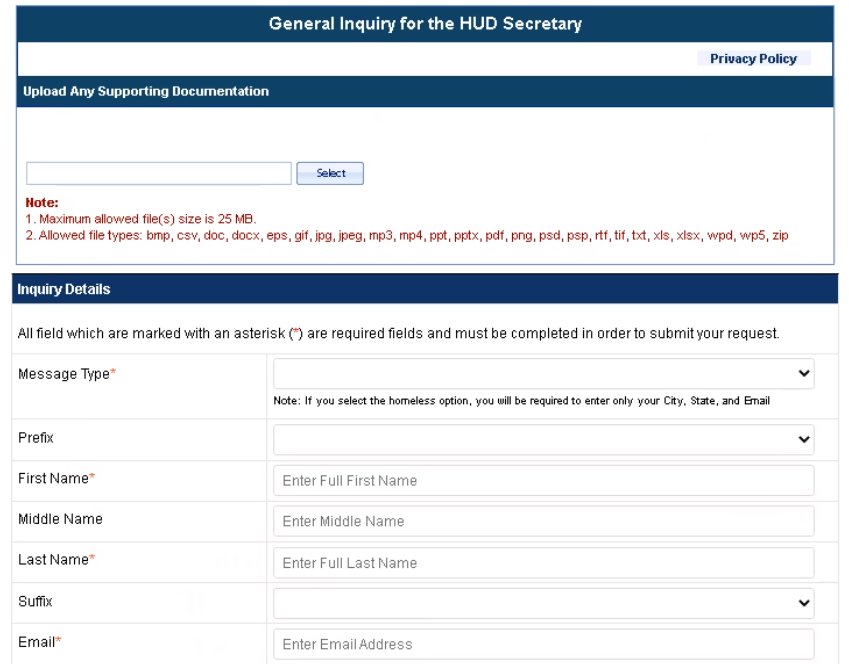 General Inquiry for the HUD Secretary
Privacy Policy
Upload Any Supporting Documentation
Select
Note:
1. Maximum allowed file(s) size is 25 MB.
2. Allowed file types: bmp, csv, doc, docx, eps, gif, jpg, jpeg, mp3, mp4, ppt, pptx, pdf, png, psd, psp, rtf, tif, txt, xls, xlsx, wpd, wp5, zip
Inquiry Details
All field which are marked with an asterisk (*) are required fields and must be completed in order to submit your request.
Message Type*
Note: If you select the homeless option, you will be required to enter only your City, State, and Email
Prefix
First Name* Enter Full First Name
Middle Name Enter Middle Name
Last Name* Enter Full Last Name
Suffix
Email* Enter Email Address